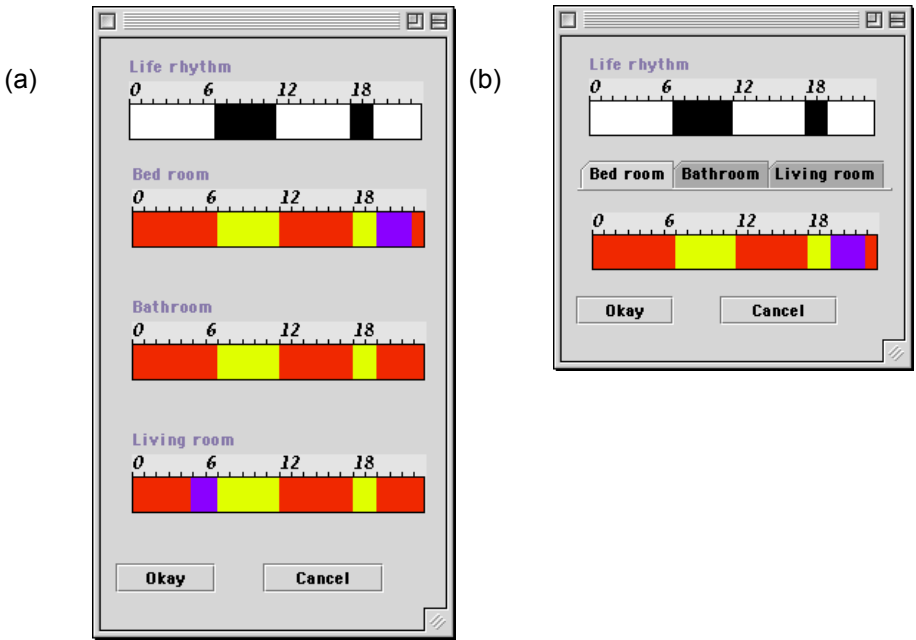 (a)
Life rhythm
0 6 12 18
Bed room
0 6 12 18
Bathroom
0 6 12 18
Living room
0 6 12 18
Okay Cancel
(b)
Life rhythm
0 6 12 18
Bed room Bathroom Living room
0 6 12 18
Okay Cancel